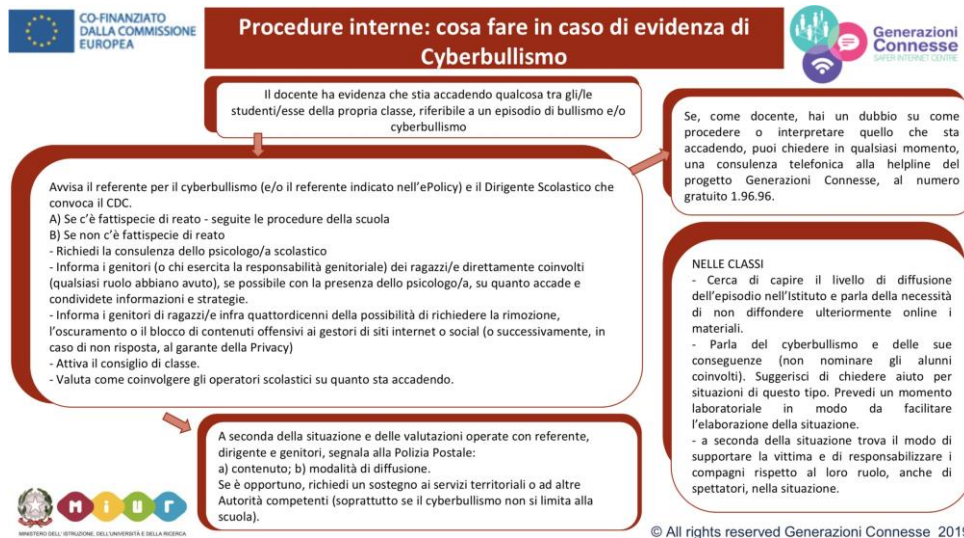 CO-FINANZIATO
DALLA COMMISSIONE
EUROPEA
Procedure interne: cosa fare in caso di evidenza di
Cyberbullismo
Generazioni
Connesse
SAFER INTERNET CENTRE
Il docente ha evidenza che stia accadendo qualcosa tra gli/le
studenti/esse della propria classe, riferibile a un episodio di bullismo e/o
cyberbullismo
Se, come docente, hai un dubbio su come
procedere o interpretare quello che sta
accadendo, puoi chiedere in qualsiasi momento,
una consulenza telefonica alla helpline del
progetto Generazioni Connesse, al numero
gratuito 1.96.96.
Avvisa il referente per il cyberbullismo (e/o il referente indicato nell'ePolicy) e il Dirigente Scolastico che
convoca il CDC.
A) Se c'è fattispecie di reato - seguite le procedure della scuola
B) Se non c'è fattispecie di reato
- Richiedi la consulenza dello psicologo/a scolastico
- Informa i genitori (o chi esercita la responsabilità genitoriale) dei ragazzi/e direttamente coinvolti
(qualsiasi ruolo abbiano avuto), se possibile con la presenza dello psicologo/a, su quanto accade e
condividete informazioni e strategie.
- Informa i genitori di ragazzi/e infra quattordicenni della possibilità di richiedere la rimozione,
l'oscuramento o il blocco di contenuti offensivi ai gestori di siti internet o social (o successivamente, in
caso di non risposta, al garante della Privacy)
- Attiva il consiglio di classe.
- Valuta come coinvolgere gli operatori scolastici su quanto sta accadendo.
NELLE CLASSI
- Cerca di capire il livello di diffusione
dell'episodio nell'Istituto e parla della necessità
di non diffondere ulteriormente online i
materiali.
- Parla del cyberbullismo e delle sue
conseguenze (non nominare gli alunni
coinvolti). Suggerisci di chiedere aiuto per
situazioni di questo tipo. Prevedi un momento
laboratoriale in modo da facilitare
l'elaborazione della situazione.
- a seconda della situazione trova il modo di
supportare la vittima e di responsabilizzare i
compagni rispetto al loro ruolo, anche di
spettatori, nella situazione.
A seconda della situazione e delle valutazioni operate con referente,
dirigente e genitori, segnala alla Polizia Postale:
a) contenuto; b) modalità di diffusione.
Se è opportuno, richiedi un sostegno ai servizi territoriali o ad altre
Autorità competenti (soprattutto se il cyberbullismo non si limita alla
scuola).
miur
MINISTERO DELL'ISTRUZIONE, DELL'UNIVERSITÀ E DELLA RICERCA
© All rights reserved Generazioni Connesse 2019